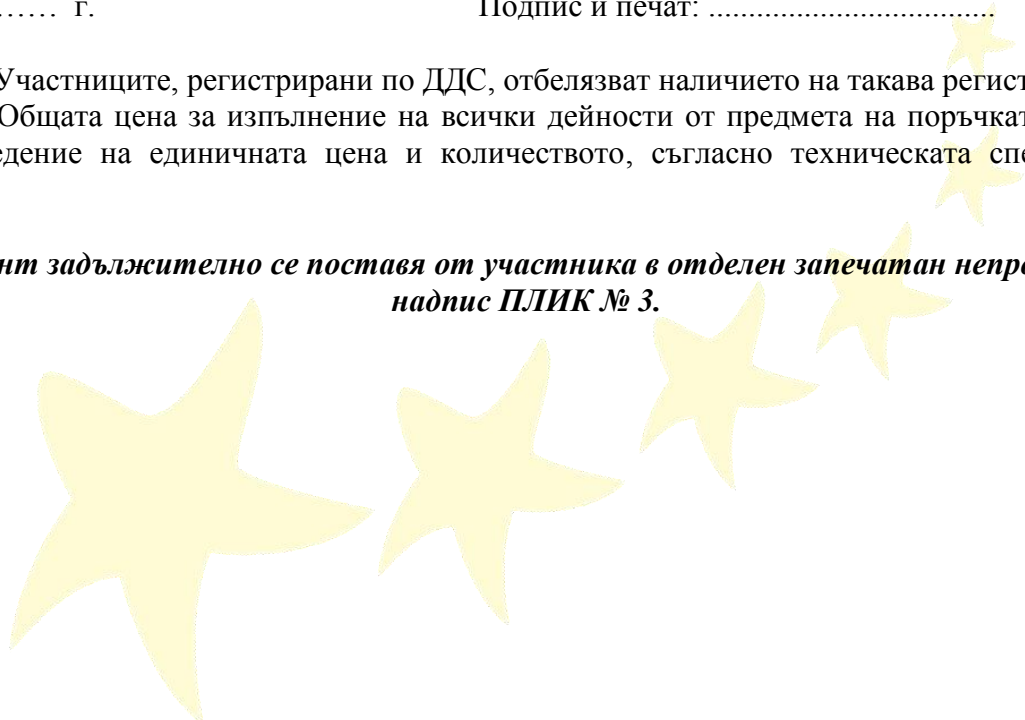 …… г. Подпис и печат: ....................................
Участниците, регистрирани по ДДС, отбелязват наличието на такава регист
Общата цена за изпълнение на всички дейности от предмета на поръчкат
едение на единичната цена и количеството, съгласно техническата спе
нт задължително се поставя от участника в отделен запечатан непро
надпис ПЛИК № 3.